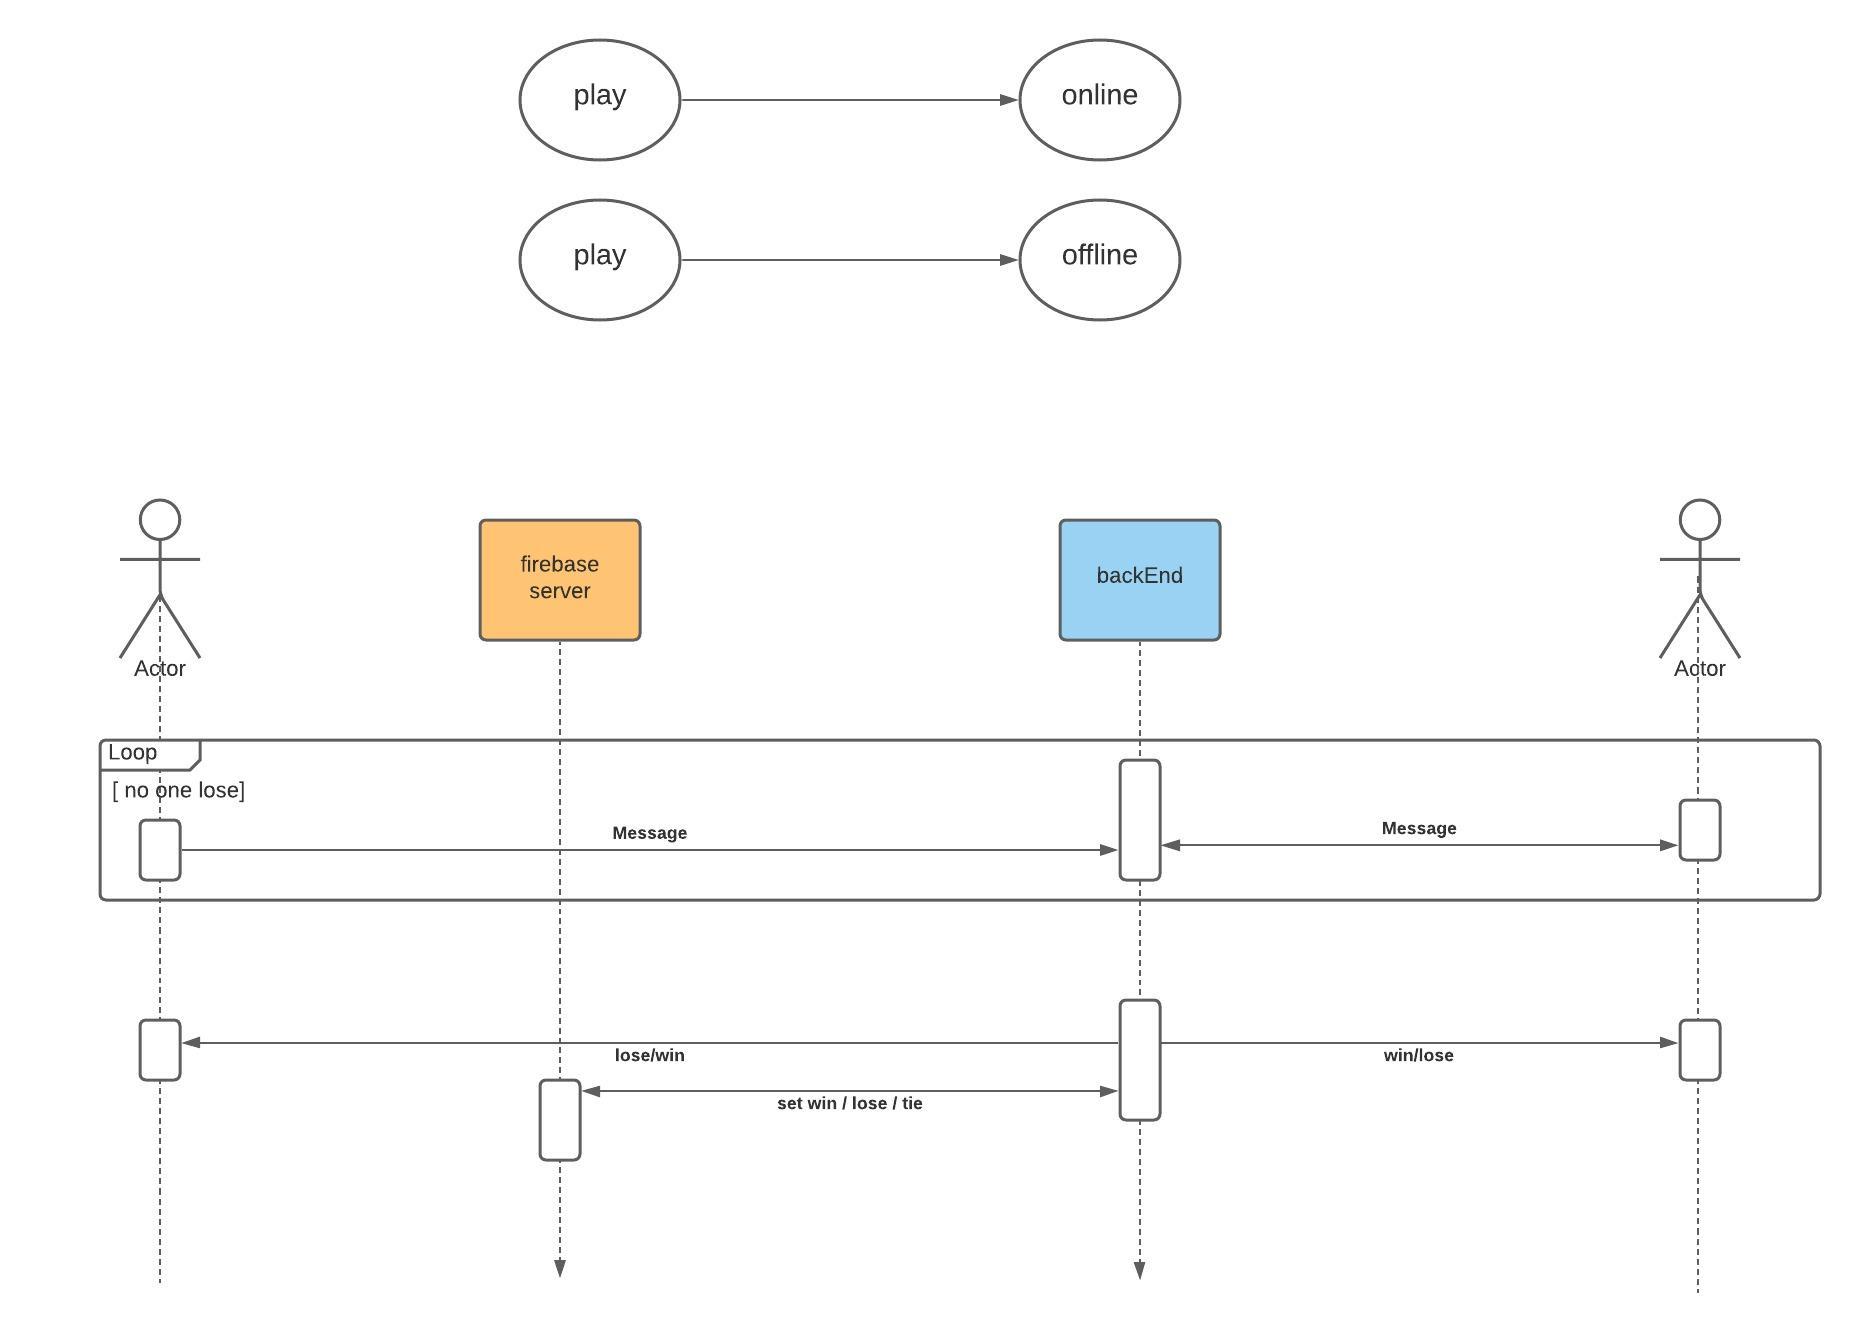 play
online
play
offline
firebase
server
backEnd
Actor
Actor
Loop
[ no one lose]
Message
Message
lose/win
win/lose
set win / lose / tie